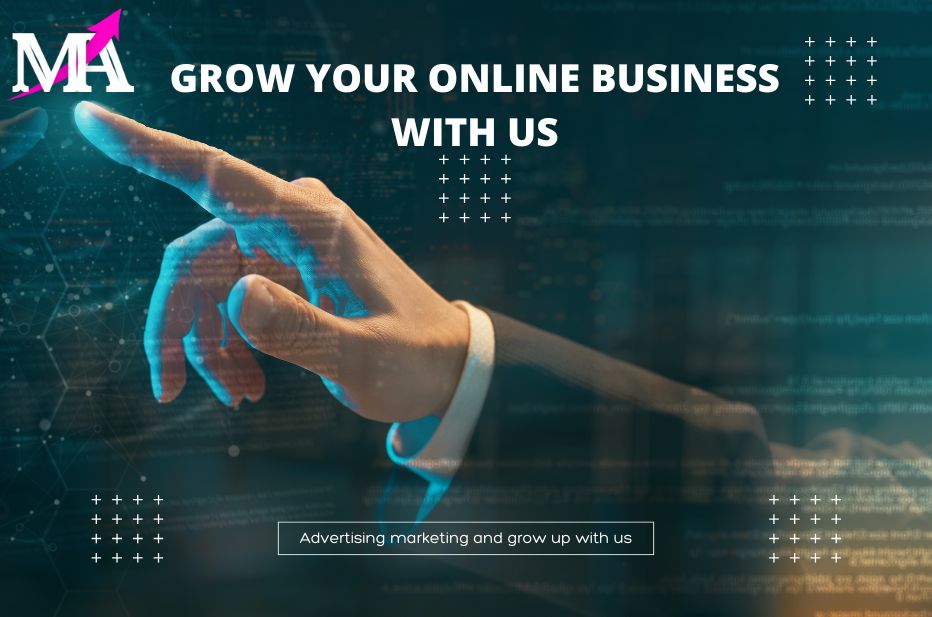 MA
GROW YOUR ONLINE BUSINESS
WITH US
Advertising marketing and grow up with us